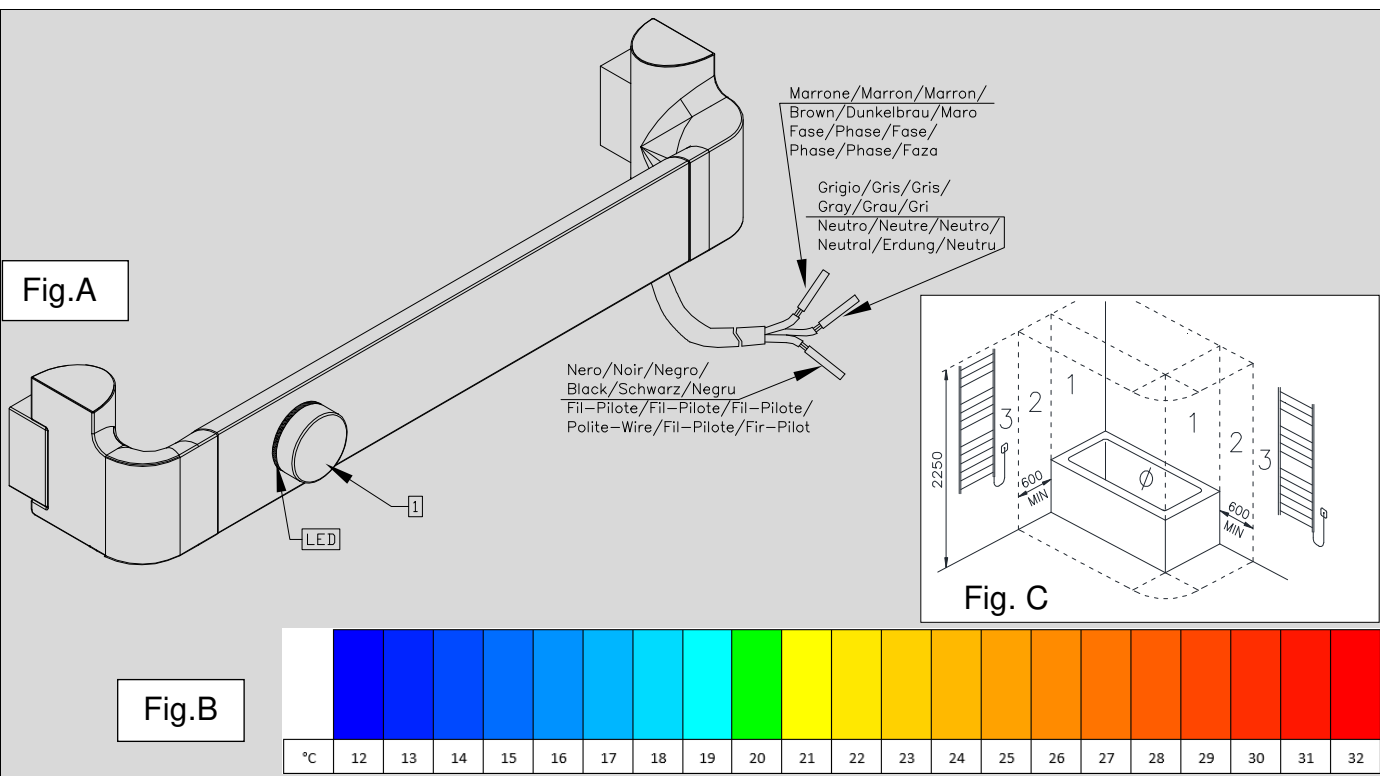 Marrone/Marron/Marron/
Brown/Dunkelbrau/Maro
Fase/Phase/Fase/
Phase/Phase/Faza
Grigio/Gris/Gris/
Gray/Grau/Gri
Neutro/Neutre/Neutro/
Neutral/Erdung/Neutru
Fig.A
Nero/Noir/Negro/
Black/Schwarz/Negru
Fil-Pilote/Fil-Pilote/Fil-Pilote/
Polite-Wire/Fil-Pilote/Fir-Pilot
1
LED
2250
3
2
1
1
2
3
600
MIN
600
MIN
Fig. C
Fig.B
°C 12 13 14 15 16 17 18 19 20 21 22 23 24 25 26 27 28 29 30 31 32